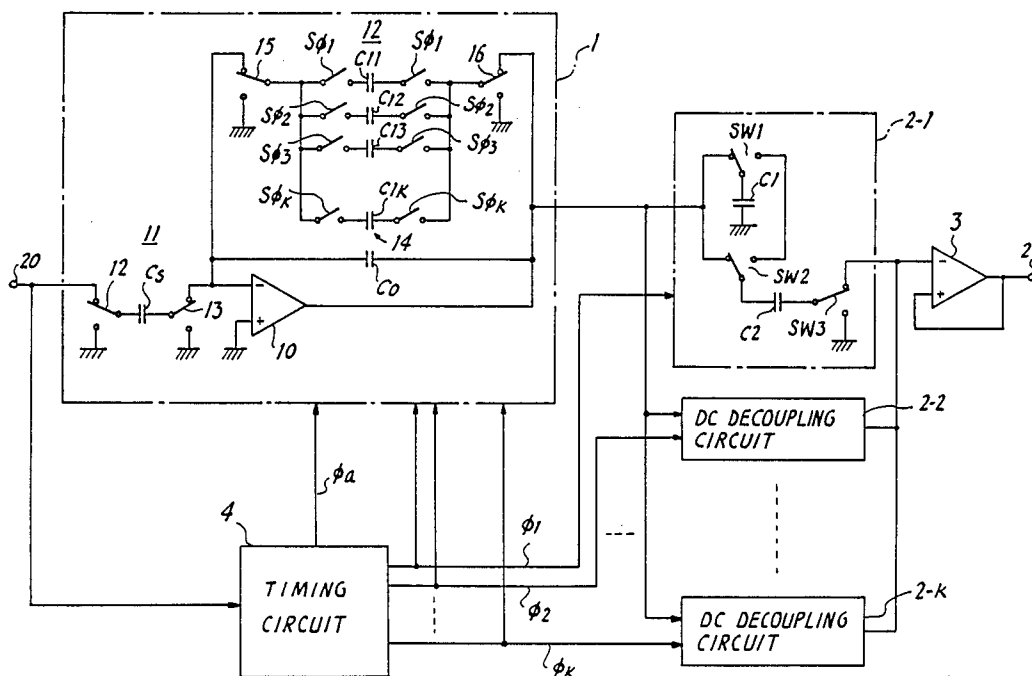 12
1
15
Sφ1
C11
Sφ1
16
Sφ2
C12
Sφ2
Sφ3
C13
Sφ3
SφK
C1K
SφK
14
C0
11
20
12
CS
13
10
2-1
SW1
C1
SW2
C2
SW3
3
2
DC DECOUPLING
CIRCUIT
2-2
φa
4
TIMING
CIRCUIT
φ1
φ2
φK
DC DECOUPLING
CIRCUIT
2-K